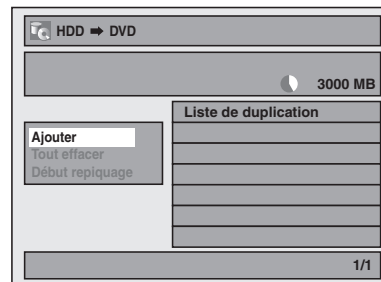 HDD ➡ DVD
3000 MB
Liste de duplication
Ajouter
Tout effacer
Début repiquage
1/1